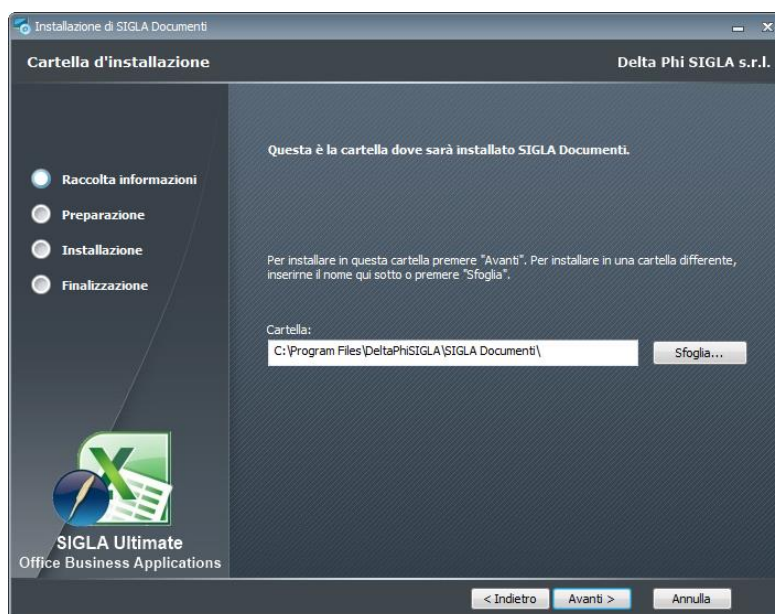 Installazione di SIGLA Documenti
Cartella d'installazione
Delta Phi SIGLA s.r.l.
Questa è la cartella dove sarà installato SIGLA Documenti.
Raccolta informazioni
Preparazione
Installazione
Finalizzazione
Per installare in questa cartella premere "Avanti". Per installare in una cartella differente,
inserirne il nome qui sotto o premere "Sfoglia".
Cartella:
C:\Program Files\DeltaPhiSIGLA\SIGLA Documenti\
Sfoglia...
SIGLA Ultimate
Office Business Applications
< Indietro
Avanti >
Annulla